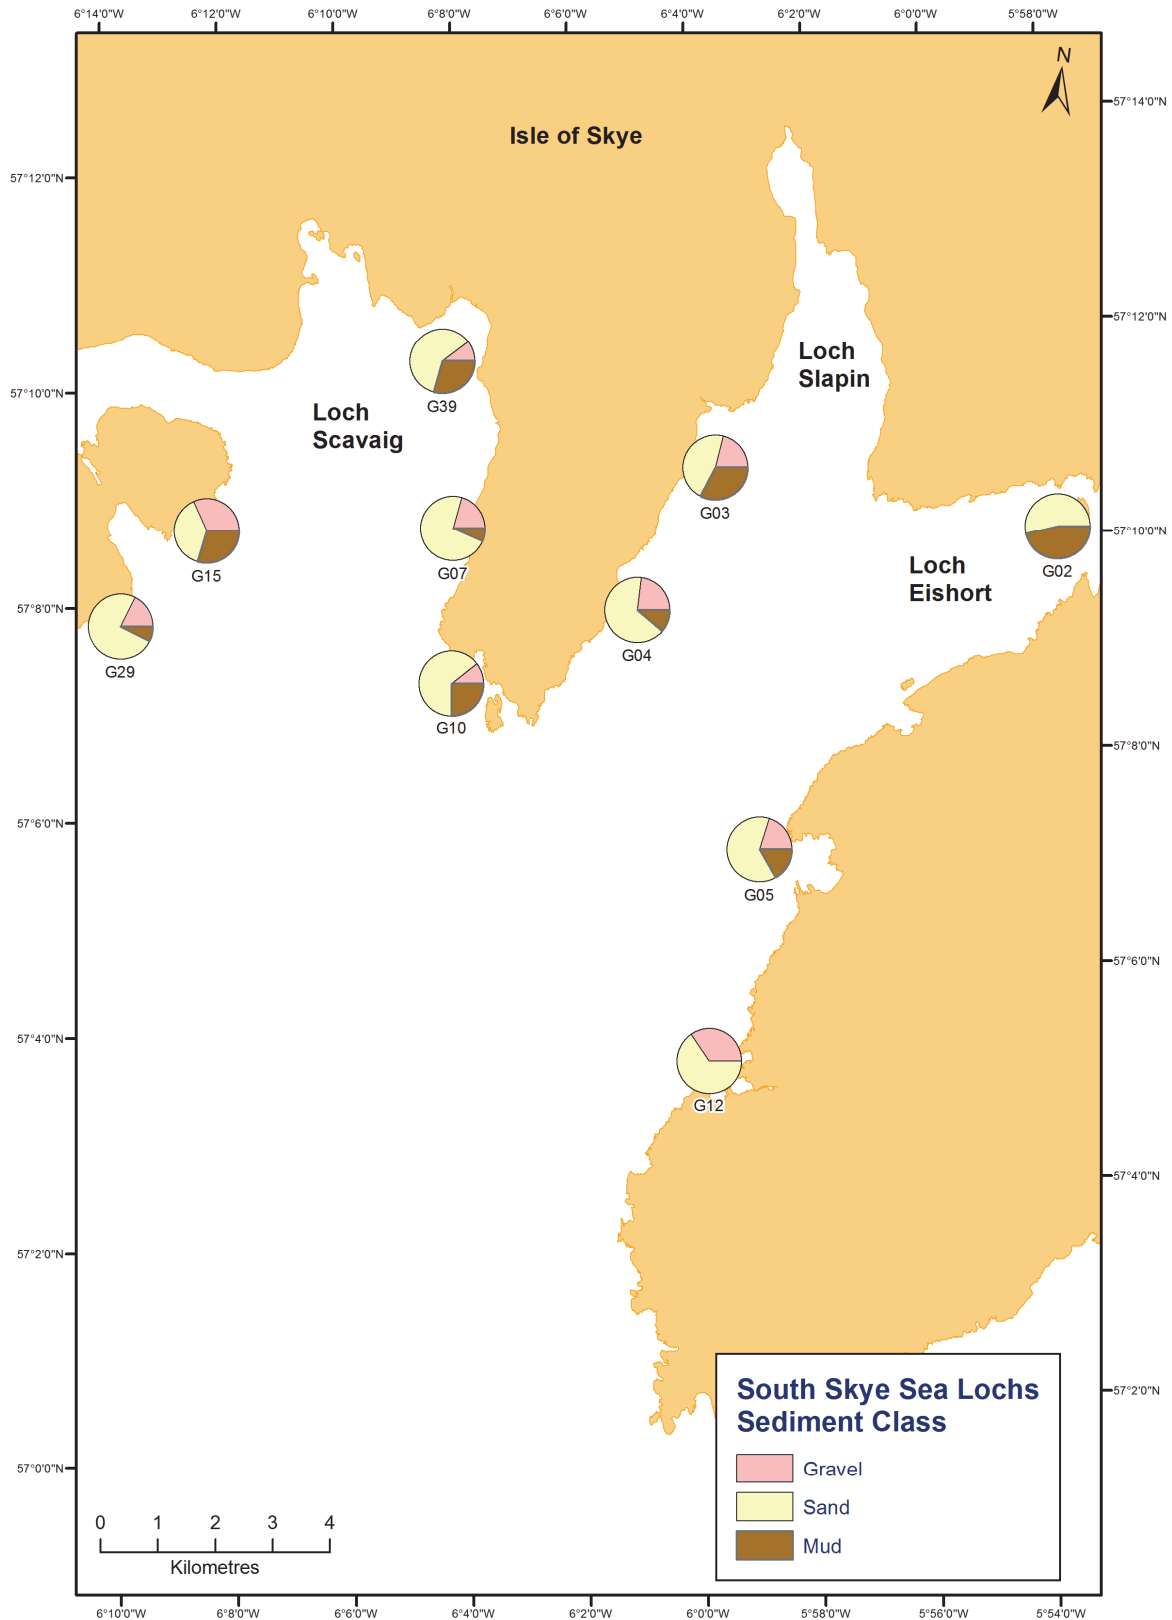 6°14'0"W 6°12'0"W 6°10'0"W 6°8'0"W 6°6'0"W 6°4'0"W 6°2'0"W 6°0'0"W 5°58'0"W
N
57°14'0"N
Isle of Skye
57°12'0"N
57°12'0"N
Loch
Slapin
57°10'0"N
G39
Loch
Scavaig
G03
57°10'0"N
Loch
Eishort
G02
G15
G07
57°8'0"N
G04
G29
G10
57°8'0"N
57°6'0"N
G05
57°6'0"N
57°4'0"N
G12
57°4'0"N
57°2'0"N
South Skye Sea Lochs
Sediment Class
57°2'0"N
Gravel
57°0'0"N
Sand
Mud
0 1 2 3 4
Kilometres
6°10'0"W 6°8'0"W 6°6'0"W 6°4'0"W 6°2'0"W 6°0'0"W 5°58'0"W 5°56'0"W 5°54'0"W